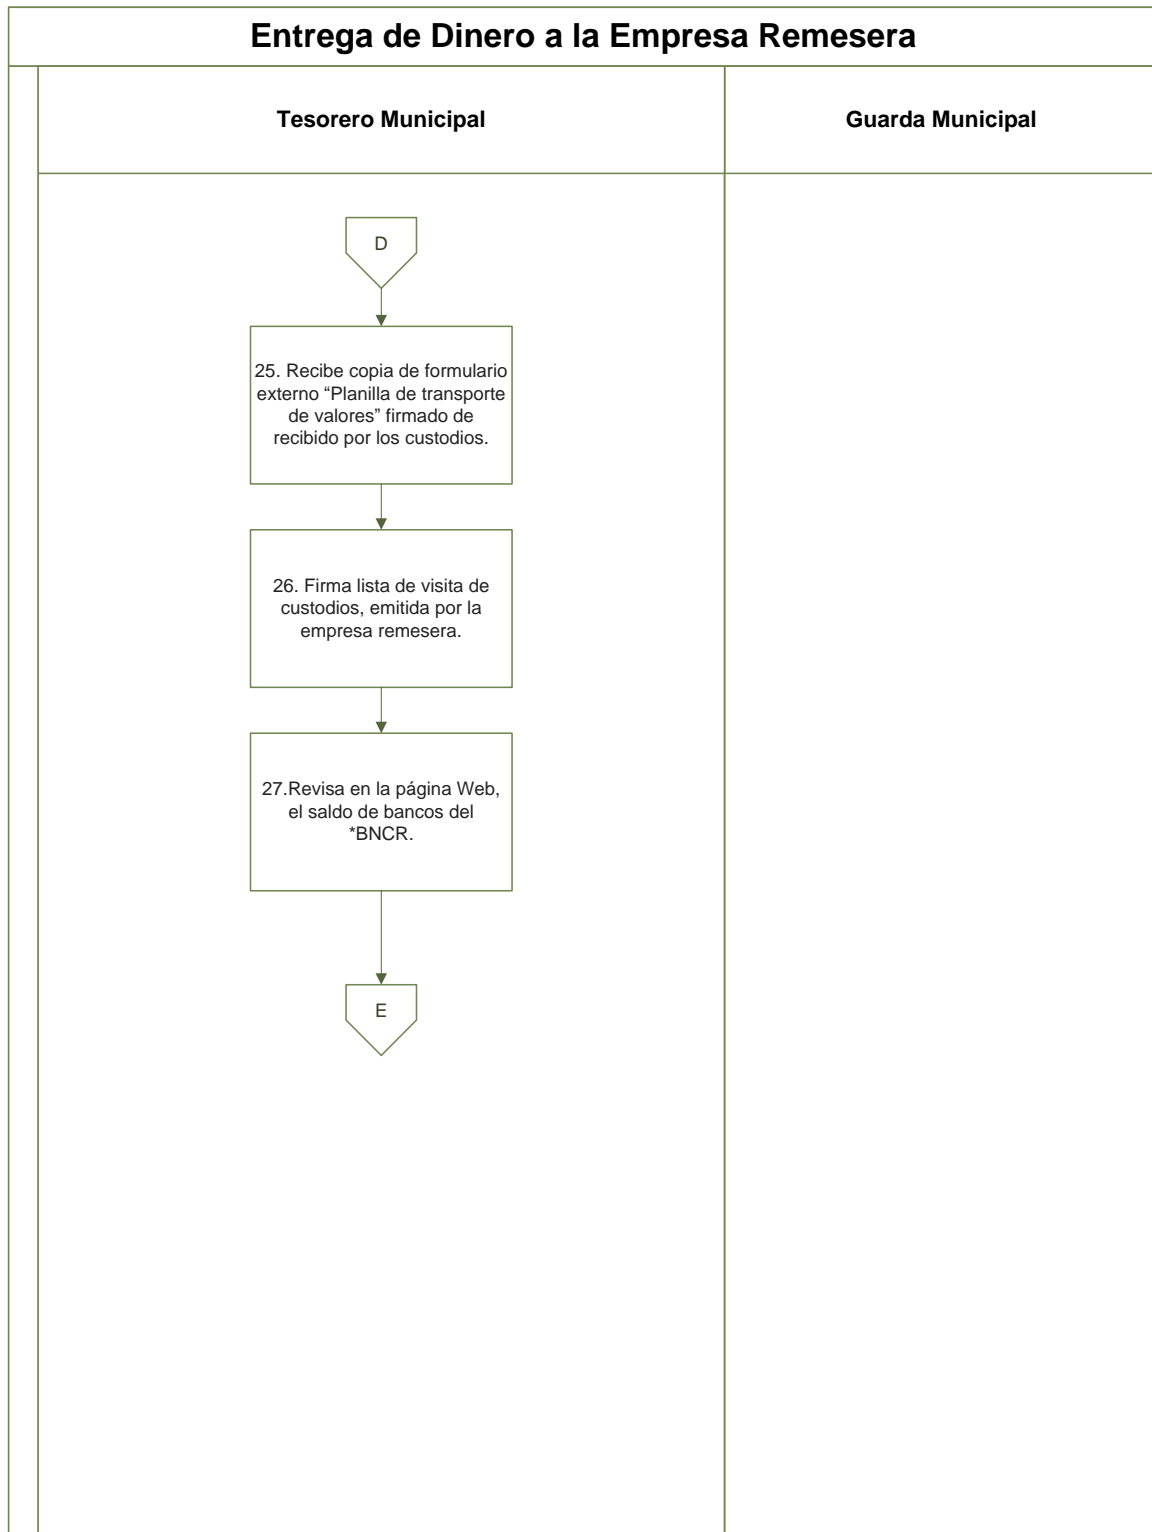 Entrega de Dinero a la Empresa Remesera
Tesorero Municipal
Guarda Municipal
D
25. Recibe copia de formulario
externo “Planilla de transporte
de valores” firmado de
recibido por los custodios.
26. Firma lista de visita de
custodios, emitida por la
empresa remesera.
27.Revisa en la página Web,
el saldo de bancos del
*BNCR.
E